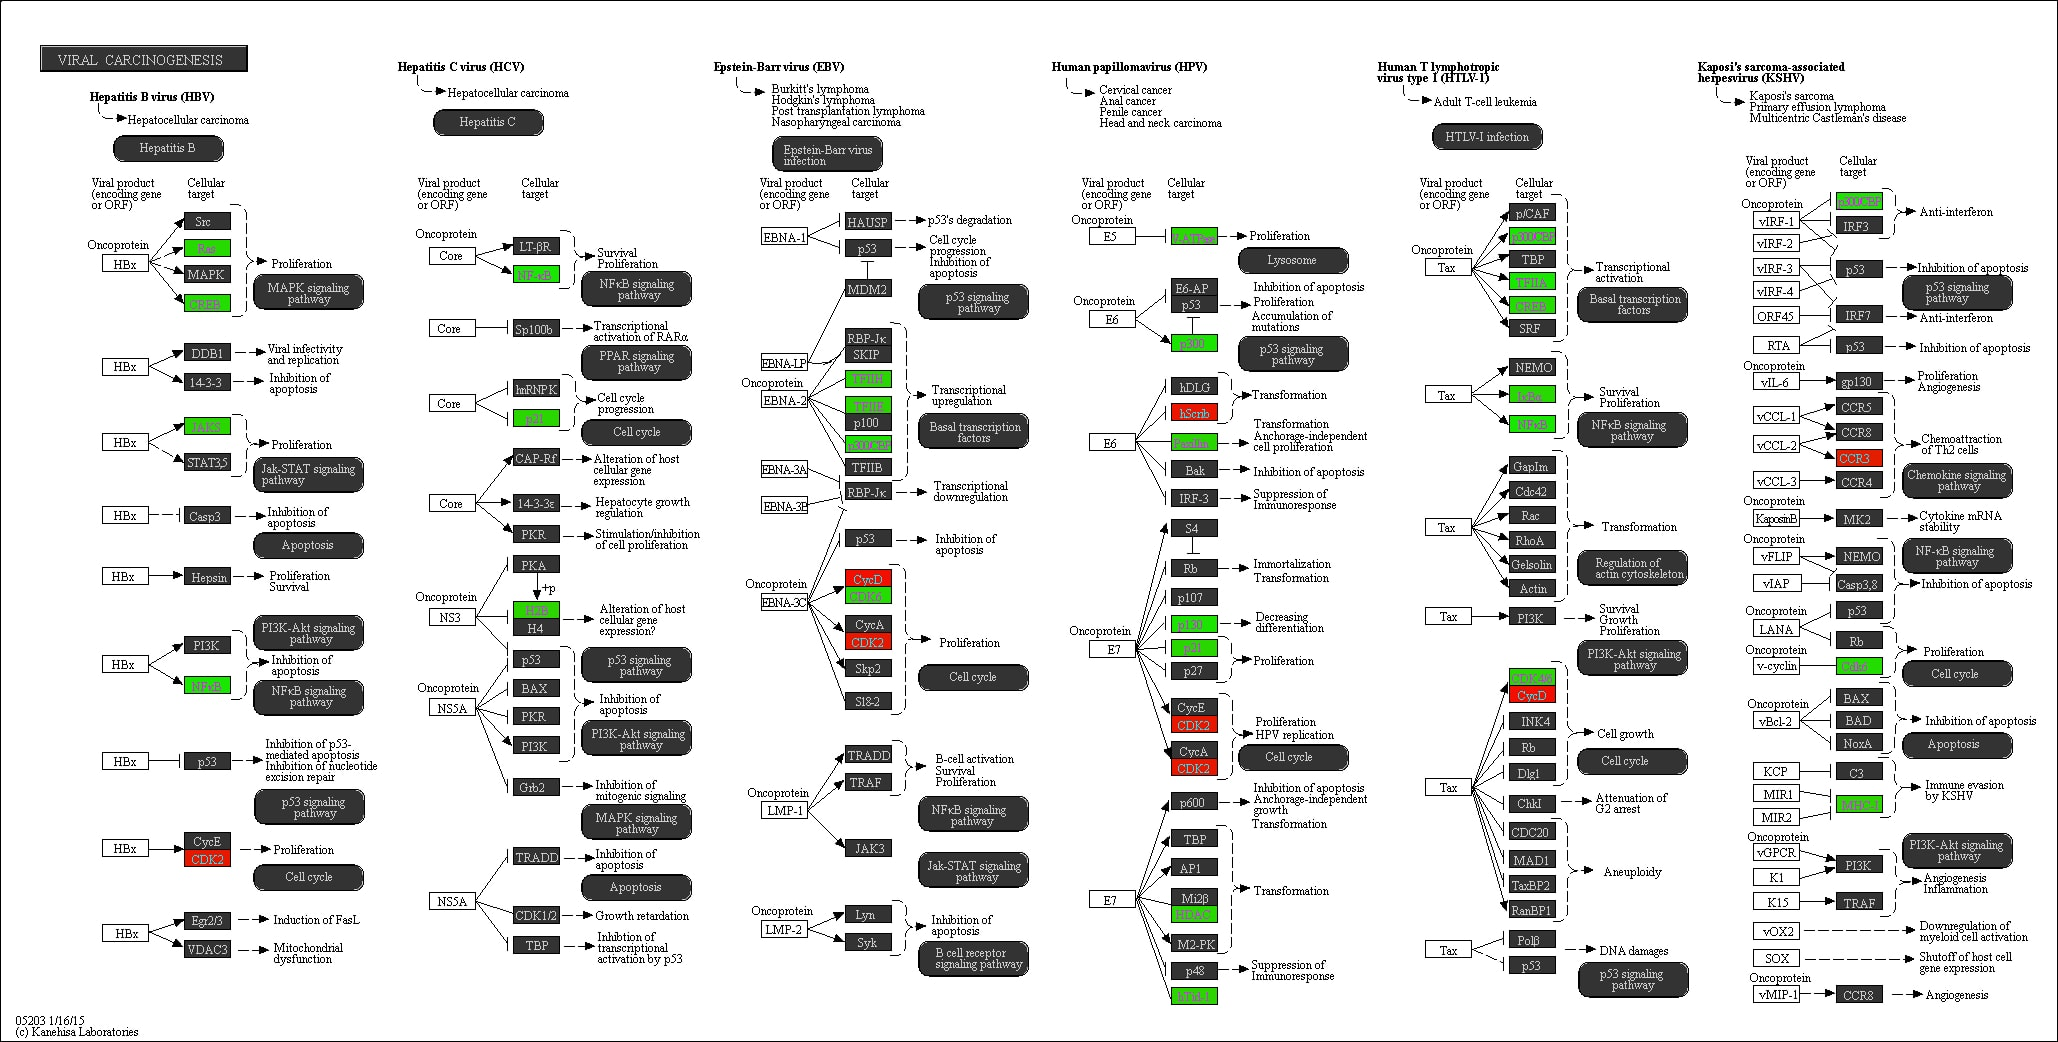 VIRAL CARCINOGENESIS
Hepatitis B virus (HBV)
Hepatocellular carcinoma
Hepatitis B
Viral product
(encoding gene
or ORF)
Cellular
target
Oncoprotein
HBx
Src
Ras
MAPK
CREB
Proliferation
MAPK signaling
pathway
HBx
DDB1
14-3-3
Viral infectivity
and replication
Inhibition of
apoptosis
HBx
JAKS
STAT3,5
Proliferation
Jak-STAT signaling
pathway
HBx
Casp3
Inhibition of
apoptosis
Apoptosis
HBx
Hepsin
Proliferation
Survival
PI3K-Akt signaling
pathway
HBx
PI3K
NFκB
Inhibition of
apoptosis
NFκB signaling
pathway
HBx
p53
Inhibition of p53-
mediated apoptosis
Inhibition of nucleotide
excision repair
p53 signaling
pathway
HBx
CycE
CDK2
Proliferation
Cell cycle
HBx
Egr2/3
VDAC3
Induction of FasL
Mitochondrial
dysfunction
Hepatitis C virus (HCV)
Hepatocellular carcinoma
Hepatitis C
Viral product
(encoding gene
or ORF)
Cellular
target
Oncoprotein
Core
LT-βR
NF-κB
Survival
Proliferation
NFκB signaling
pathway
Core
Sp100b
Transcriptional
activation of RARα
PPAR signaling
pathway
Core
hnRNPK
p21
Cell cycle
progression
Cell cycle
Core
CAP-Rf
14-3-3ε
PKR
Alteration of host
cellular gene
expression
Hepatocyte growth
regulation
Stimulation/inhibition
of cell proliferation
Oncoprotein
NS3
PKA
+p
H2B
H4
Alteration of host
cellular gene
expression?
p53
p53 signaling
pathway
Oncoprotein
NS5A
BAX
PKR
PI3K
Inhibition of
apoptosis
PI3K-Akt signaling
pathway
Grb2
Inhibition of
mitogenic signaling
MAPK signaling
pathway
NS5A
TRADD
Inhibition of
apoptosis
Apoptosis
CDK1/2
Growth retardation
TBP
Inhibition of
transcriptional
activation by p53
Epstein-Barr virus (EBV)
Burkitt's lymphoma
Hodgkin's lymphoma
Post transplantation lymphoma
Nasopharyngeal carcinoma
Epstein-Barr virus
infection
Viral product
(encoding gene
or ORF)
Cellular
target
Oncoprotein
EBNA-1
HAUSP
p53
MDM2
p53's degradation
Cell cycle
progression
Inhibition of
apoptosis
p53 signaling
pathway
EBNA-LP
Oncoprotein
EBNA-2
RBP-Jκ
SKIP
TFIIH
TFIIE
p100
p300/CBP
TFIIB
Transcriptional
upregulation
Basal transcription
factors
EBNA-3A
EBNA-3B
RBP-Jκ
Transcriptional
downregulation
p53
Inhibition of
apoptosis
Oncoprotein
EBNA-3C
CycD
CDK6
CycA
CDK2
Skp2
S18-2
Proliferation
Cell cycle
Oncoprotein
LMP-1
TRADD
TRAF
JAK3
B-cell activation
Survival
Proliferation
NFκB signaling
pathway
Jak-STAT signaling
pathway
Oncoprotein
LMP-2
Lyn
Syk
Inhibition of
apoptosis
B cell receptor
signaling pathway
Human papillomavirus (HPV)
Cervical cancer
Anal cancer
Penile cancer
Head and neck carcinoma
Viral product
(encoding gene
or ORF)
Cellular
target
Oncoprotein
E5
Proliferation
Lysosome
Oncoprotein
E6
E6-AP
p53
p300
Inhibition of apoptosis
Proliferation
Accumulation of
mutations
p53 signaling
pathway
E6
hDLG
hScrib
Paxillin
Bak
IRF-3
Transformation
Transformation
Anchorage-independent
cell proliferation
Inhibition of apoptosis
Suppression of
Immunoresponse
Oncoprotein
E7
S4
Rb
p107
p130
p21
p27
CycE
CDK2
CycA
CDK2
Immortalization
Transformation
Decreasing
differentiation
Proliferation
Proliferation
HPV replication
Cell cycle
E7
p600
TBP
AP1
Mi2β
HDAC
M2-PK
p48
hTid-1
Inhibition of apoptosis
Anchorage-independent
growth
Transformation
Transformation
Suppression of
Immunoresponse
Human T lymphotropic
virus type 1 (HTLV-1)
Adult T-cell leukemia
HTLV-I infection
Viral product
(encoding gene
or ORF)
Cellular
target
Oncoprotein
Tax
p/CAF
p300/CBP
TBP
TFIIA
CREB
SRF
Transcriptional
activation
Basal transcription
factors
Tax
NEMO
IκBα
NFκB
Survival
Proliferation
NFκB signaling
pathway
Tax
GapIm
Cdc42
Rac
RhoA
Gelsolin
Actin
Transformation
Regulation of
actin cytoskeleton
Tax
PI3K
Survival
Growth
Proliferation
PI3K-Akt signaling
pathway
Tax
CDK4/6
CycD
INK4
Rb
Dlg1
ChkI
CDC20
MAD1
TaxBP2
RanBP1
Cell growth
Cell cycle
Attenuation of
G2 arrest
Aneuploidy
Tax
Polβ
p53
DNA damages
p53 signaling
pathway
Kaposi's sarcoma-associated
herpesvirus (KSHV)
Kaposi's sarcoma
Primary effusion lymphoma
Multicentric Castleman's disease
Viral product
(encoding gene
or ORF)
Cellular
target
Oncoprotein
vIRF-1
vIRF-2
vIRF-3
vIRF-4
ORF45
RTA
p300/CBP
IRF3
p53
IRF7
p53
Anti-interferon
Inhibition of apoptosis
p53 signaling
pathway
Anti-interferon
Inhibition of apoptosis
vIL-6
gp130
Proliferation
Angiogenesis
vCCL-1
vCCL-2
vCCL-3
CCR5
CCR8
CCR3
CCR4
Chemoattraction
of Th2 cells
Chemokine signaling
pathway
Oncoprotein
KaposinB
MK2
Cytokine mRNA
stability
Oncoprotein
vFLIP
vIAP
NEMO
Casp3,8
NF-κB signaling
pathway
Inhibition of apoptosis
Oncoprotein
LANA
p53
Rb
Oncoprotein
v-cyclin
Cdk6
Proliferation
Cell cycle
Oncoprotein
vBcl-2
BAX
BAD
NoxA
Inhibition of apoptosis
Apoptosis
KCP
MIR1
MIR2
C3
MHC-I
Immune evasion
by KSHV
Oncoprotein
vGPCR
K1
K15
PI3K
TRAF
PI3K-Akt signaling
pathway
Angiogenesis
Inflammation
vOX2
Downregulation of
myeloid cell activation
SOX
Shutoff of host cell
gene expression
Oncoprotein
vMIP-1
CCR8
Angiogenesis
05203 1/16/15
(c) Kanehisa Laboratories